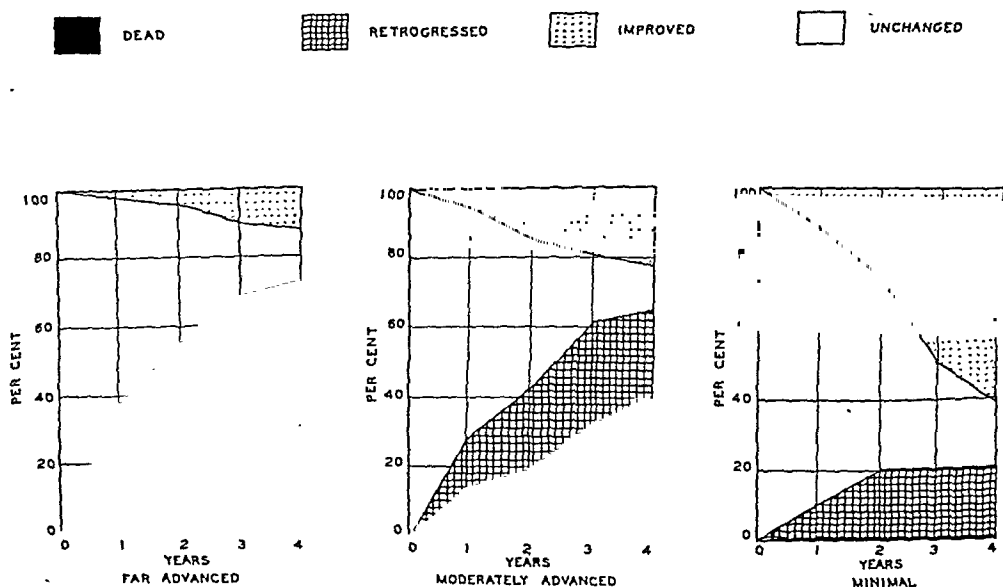 DEAD RETROGRESSED IMPROVED UNCHANGED
100
80
60
40
20
0
PER CENT
0 1 2 3 4
YEARS
FAR ADVANCED
100
80
60
40
20
0
PER CENT
0 1 2 3 4
YEARS
MODERATELY ADVANCED
40
20
0
PER CENT
0 1 2 3 4
YEARS
MINIMAL